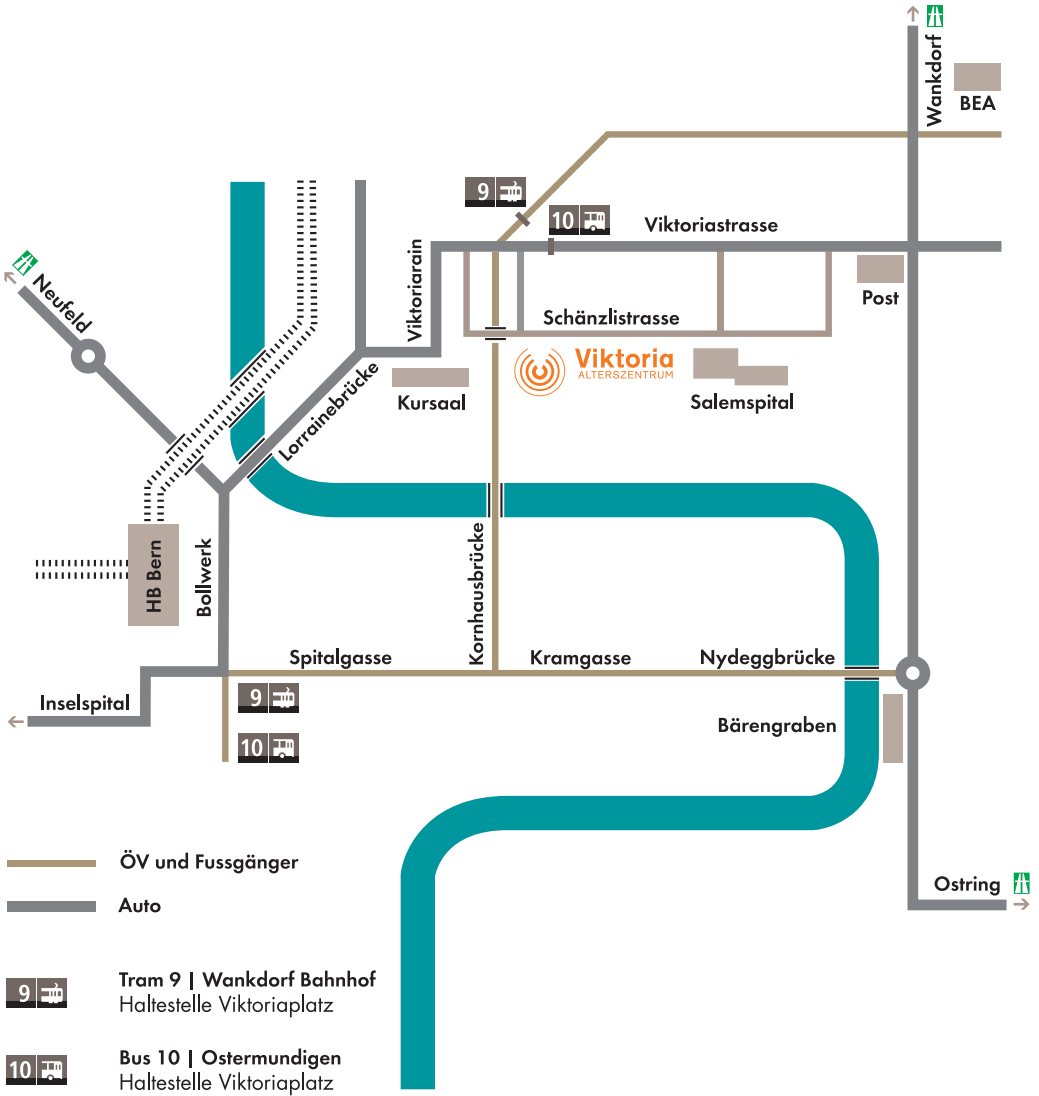 Wankdorf
BEA
9
10
Viktoriastrasse
Viktoriarain
Neufeld
Post
Schänzlistrasse
Viktoria
ALTERSZENTRUM
Lorrainebrücke
Kursaal
Salemspital
HB Bern
Bollwerk
Kornhausbrücke
Spitalgasse
Kramgasse
Nydeggbrücke
Inselspital
9
10
Bärengraben
ÖV und Fussgänger
Auto
Ostring
9
Tram 9 | Wankdorf Bahnhof
Haltestelle Viktoriaplatz
10
Bus 10 | Ostermundigen
Haltestelle Viktoriaplatz